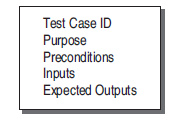 Test Case ID
Purpose
Preconditions
Inputs
Expected Outputs